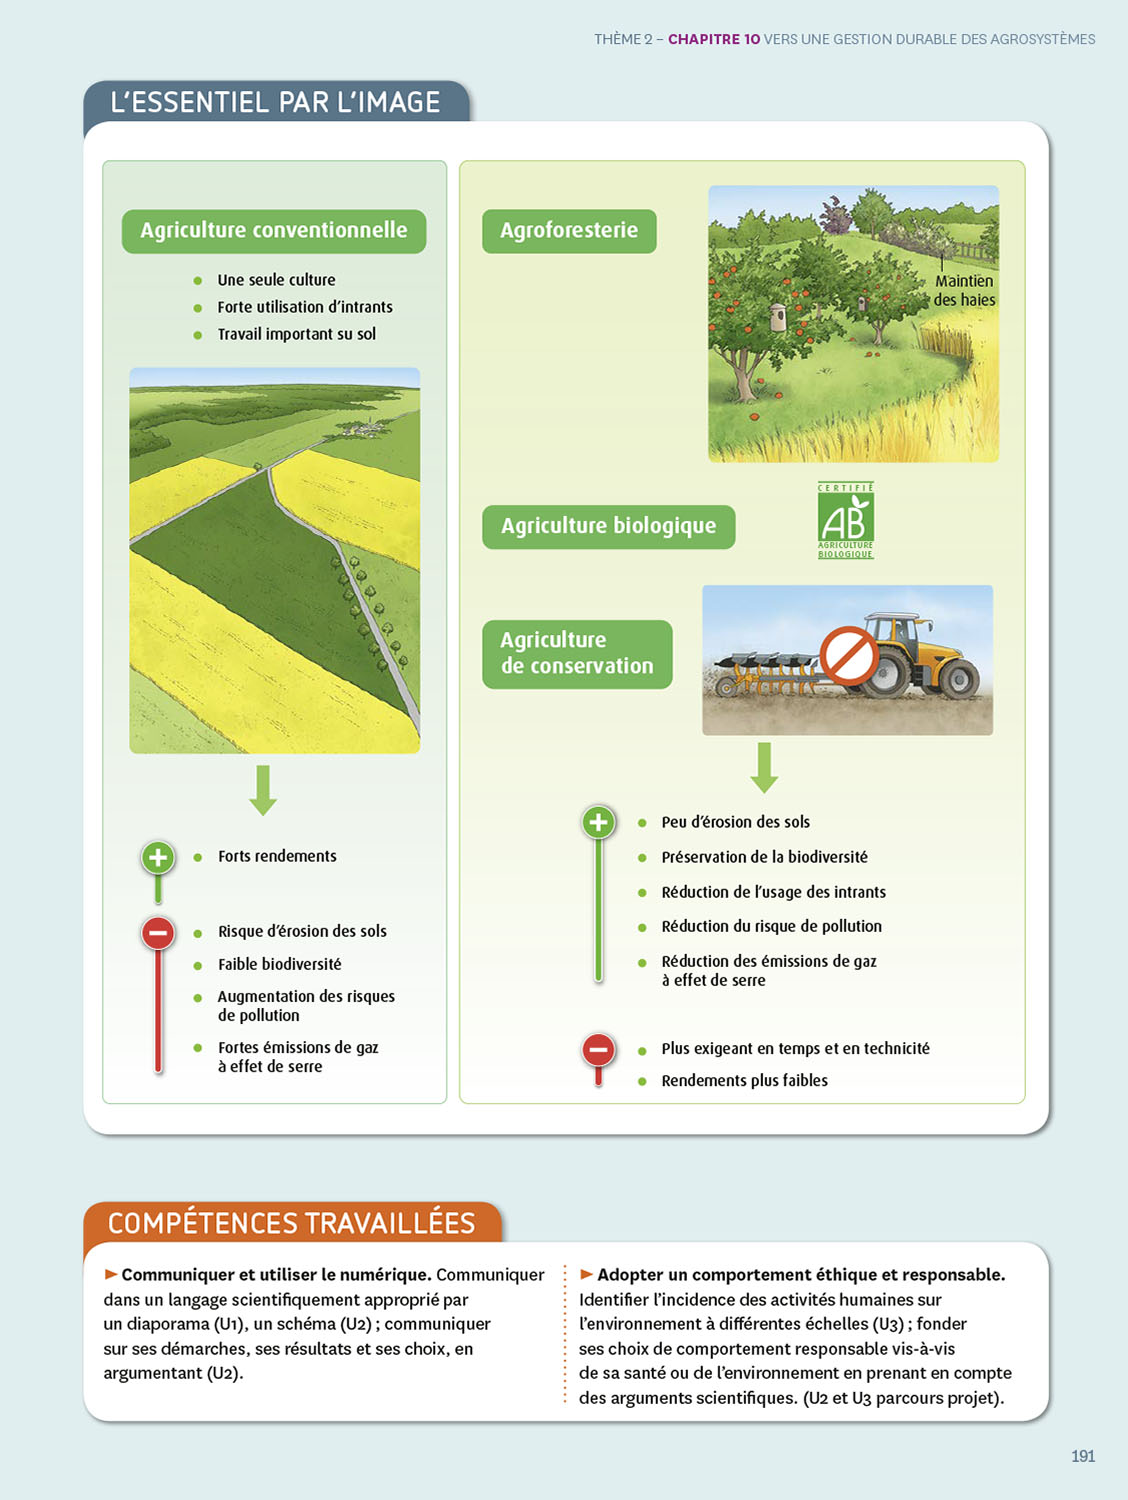 THÈME 2 – CHAPITRE 10 VERS UNE GESTION DURABLE DES AGROSYSTÈMES
L'ESSENTIEL PAR L'IMAGE
Agriculture conventionnelle
Une seule culture
Forte utilisation d'intrants
Travail important su sol
Forts rendements
Risque d'érosion des sols
Faible biodiversité
Augmentation des risques
de pollution
Fortes émissions de gaz
à effet de serre
Agroforesterie
Maintien
des haies
Agriculture biologique
CERTIFIÉ
AB
AGRICULTURE
BIOLOGIQUE
Agriculture
de conservation
Peu d'érosion des sols
Préservation de la biodiversité
Réduction de l'usage des intrants
Réduction du risque de pollution
Réduction des émissions de gaz
à effet de serre
Plus exigeant en temps et en technicité
Rendements plus faibles
COMPÉTENCES TRAVAILLÉES
► Communiquer et utiliser le numérique. Communiquer
dans un langage scientifiquement approprié par
un diaporama (U1), un schéma (U2) ; communiquer
sur ses démarches, ses résultats et ses choix, en
argumentant (U2).
► Adopter un comportement éthique et responsable.
Identifier l'incidence des activités humaines sur
l'environnement à différentes échelles (U3) ; fonder
ses choix de comportement responsable vis-à-vis
de sa santé ou de l'environnement en prenant en compte
des arguments scientifiques. (U2 et U3 parcours projet).
191